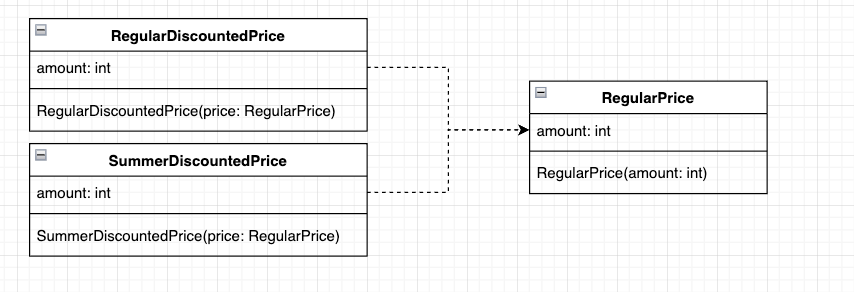 RegularDiscountedPrice
amount: int
RegularDiscountedPrice(price: RegularPrice)
SummerDiscountedPrice
amount: int
SummerDiscountedPrice(price: RegularPrice)
RegularPrice
amount: int
RegularPrice(amount: int)